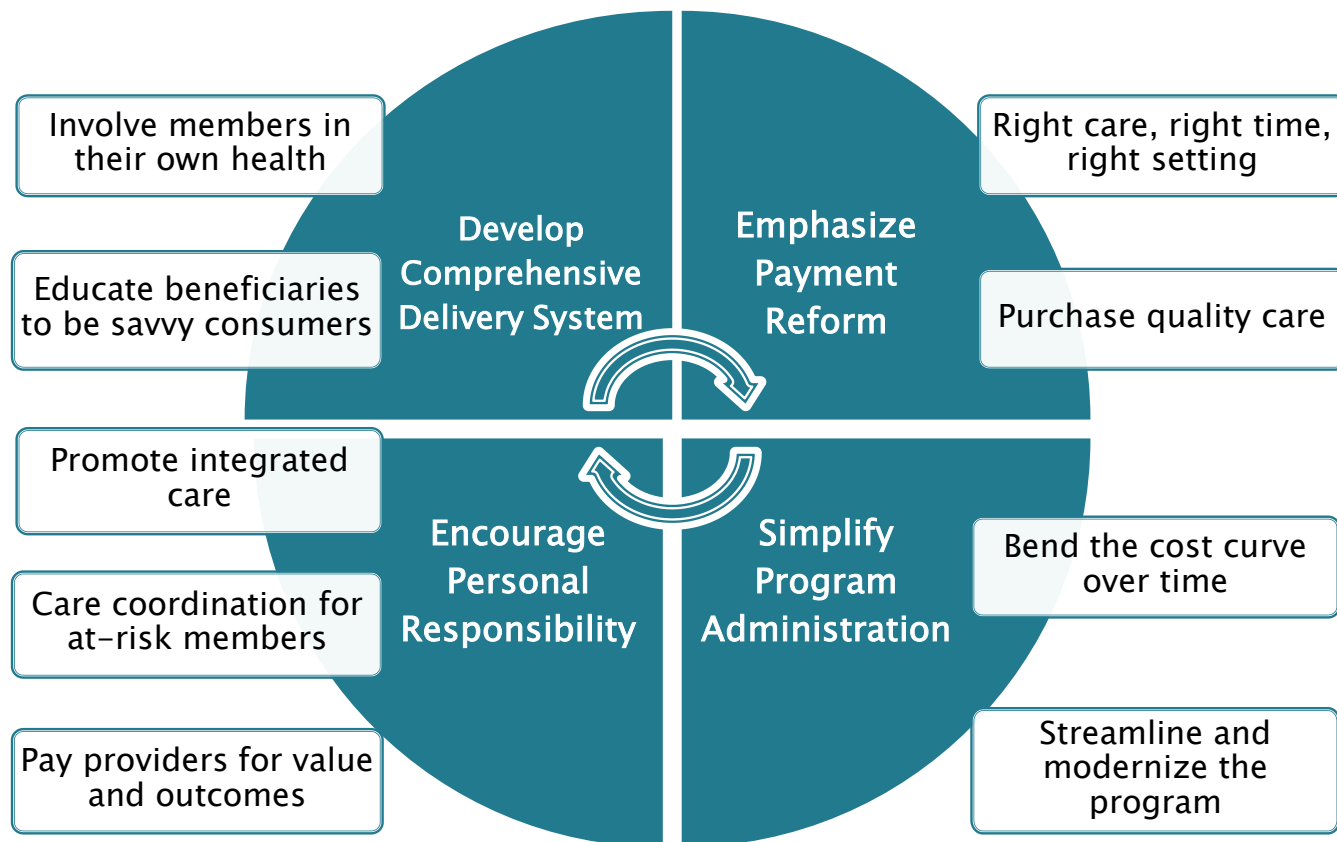 Involve members in
their own health
Educate beneficiaries
to be savvy consumers
Promote integrated
care
Care coordination for
at-risk members
Pay providers for value
and outcomes
Develop
Comprehensive
Delivery System
Emphasize
Payment
Reform
Encourage
Personal
Responsibility
Simplify
Program
Administration
Right care, right time,
right setting
Purchase quality care
Bend the cost curve
over time
Streamline and
modernize the
program